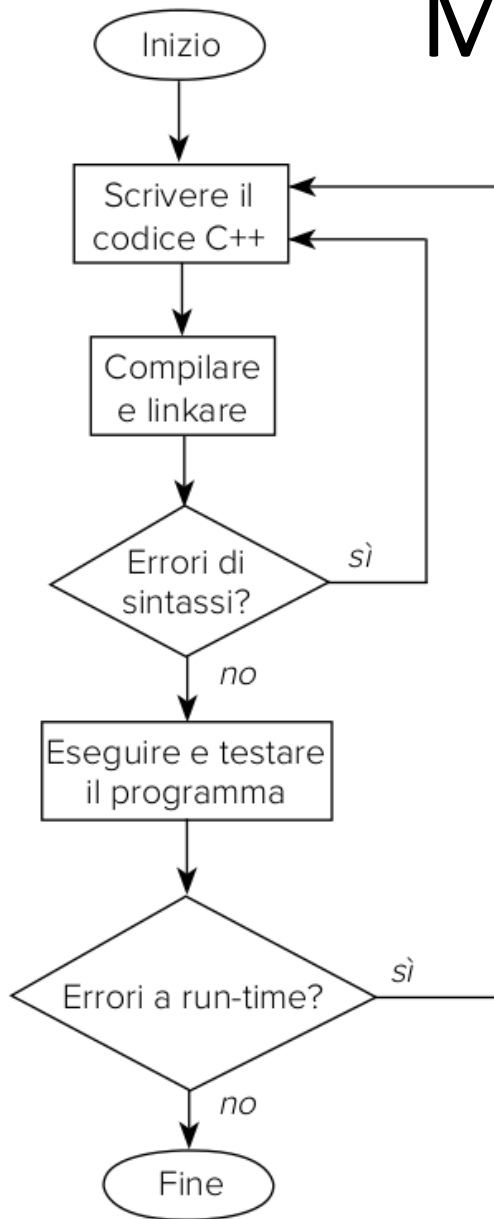 Inizio
Scrivere il
codice C++
Compilare
e linkare
Errori di
sintassi?
sì
no
Eseguire e testare
il programma
Errori a run-time?
sì
no
Fine